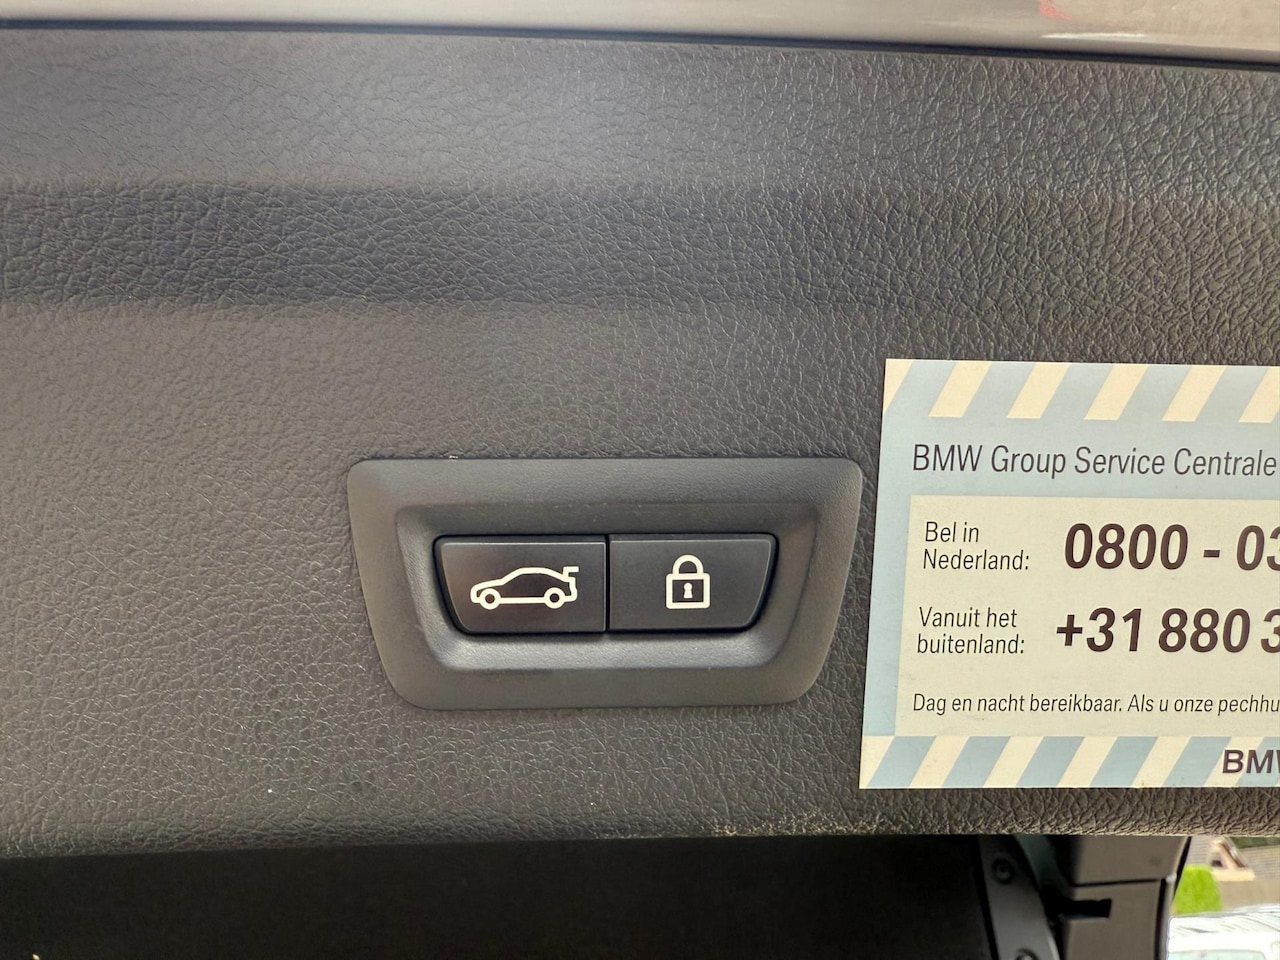 BMW Group Service Centrale
Bel in
Nederland:
0800 - 03
Vanuit het
buitenland:
+31 880 3
Dag en nacht bereikbaar. Als u onze
BMW